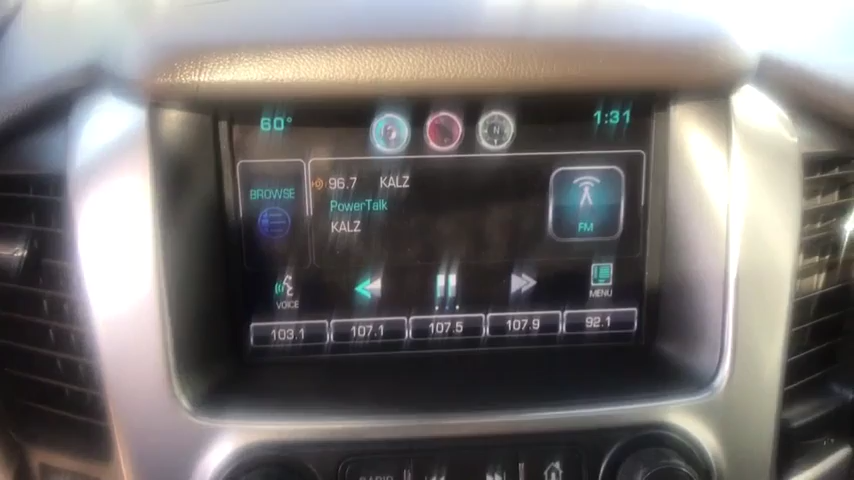 60°
N
1:31
BROWSE
96.7 KALZ
PowerTalk
KALZ
FM
VOICE
MENU
103.1
107.1
107.5
107.9
92.1
RADIO